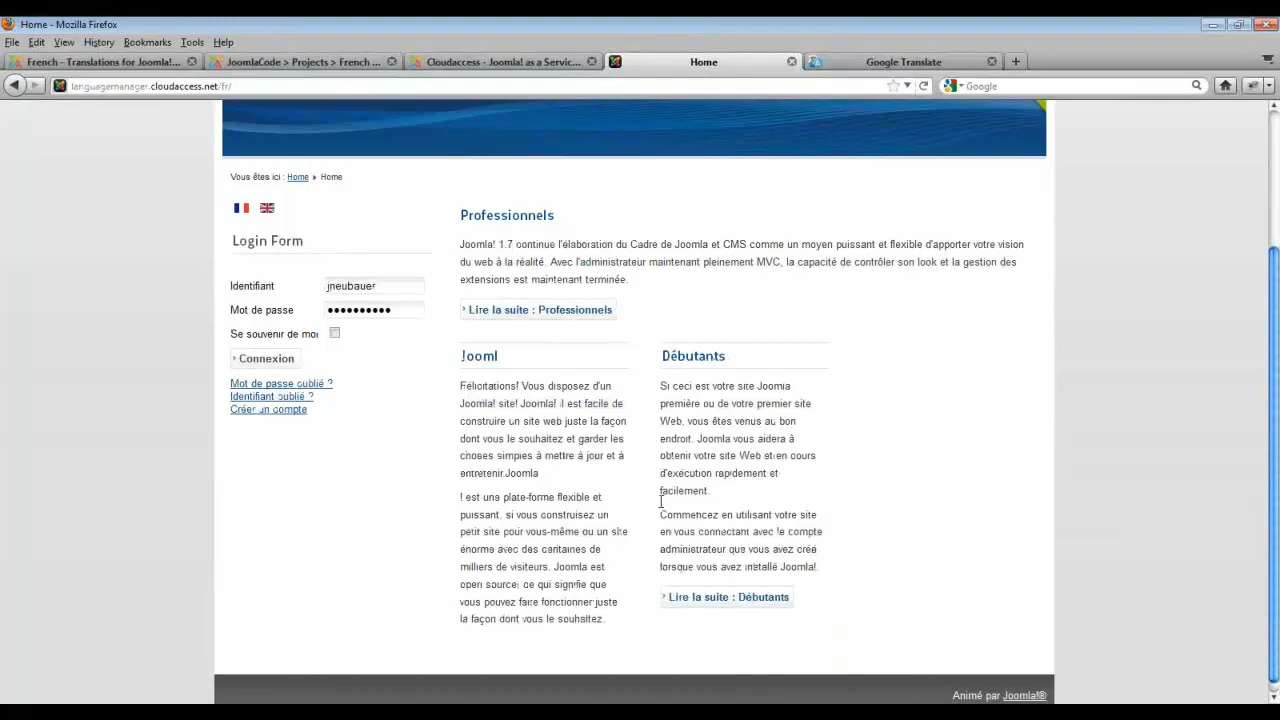 Home - Mozilla Firefox
File Edit View History Bookmarks Tools Help
French - Translations for Joomla!... JoomlaCode > Projects > French ... Cloudaccess - Joomla! as a Servic... Home Google Translate
languagemanager.cloudaccess.net/fr/ Google
Vous êtes ici : Home Home
Login Form
Identifiant jneubauer
Mot de passe ••••••••••
Se souvenir de moi
Connexion
Mot de passe oublié ?
Identifiant oublié ?
Créer un compte
Professionnels
Joomla! 1.7 continue l'élaboration du Cadre de Joomla et CMS comme un moyen puissant et flexible d'apporter votre vision
du web à la réalité. Avec l'administrateur maintenant pleinement MVC, la capacité de contrôler son look et la gestion des
extensions est maintenant terminée.
Lire la suite : Professionnels
Jooml
Félicitations! Vous disposez d'un
Joomla! site! Joomla! il est facile de
construire un site web juste la façon
dont vous le souhaitez et garder les
choses simples à mettre à jour et à
entretenir.Joomla
! est une plate-forme flexible et
puissant, si vous construisez un
petit site pour vous-même ou un site
énorme avec des centaines de
milliers de visiteurs. Joomla est
open source, ce qui signifie que
vous pouvez faire fonctionner juste
la façon dont vous le souhaitez.
Débutants
Si ceci est votre site Joomla
première ou de votre premier site
Web, vous êtes venus au bon
endroit. Joomla vous aidera à
obtenir votre site Web et en cours
d'exécution rapidement et
facilement.
Commencez en utilisant votre site
en vous connectant avec le compte
administrateur que vous avez créé
lorsque vous avez installé Joomla!.
Lire la suite : Débutants
Animé par Joomla!®